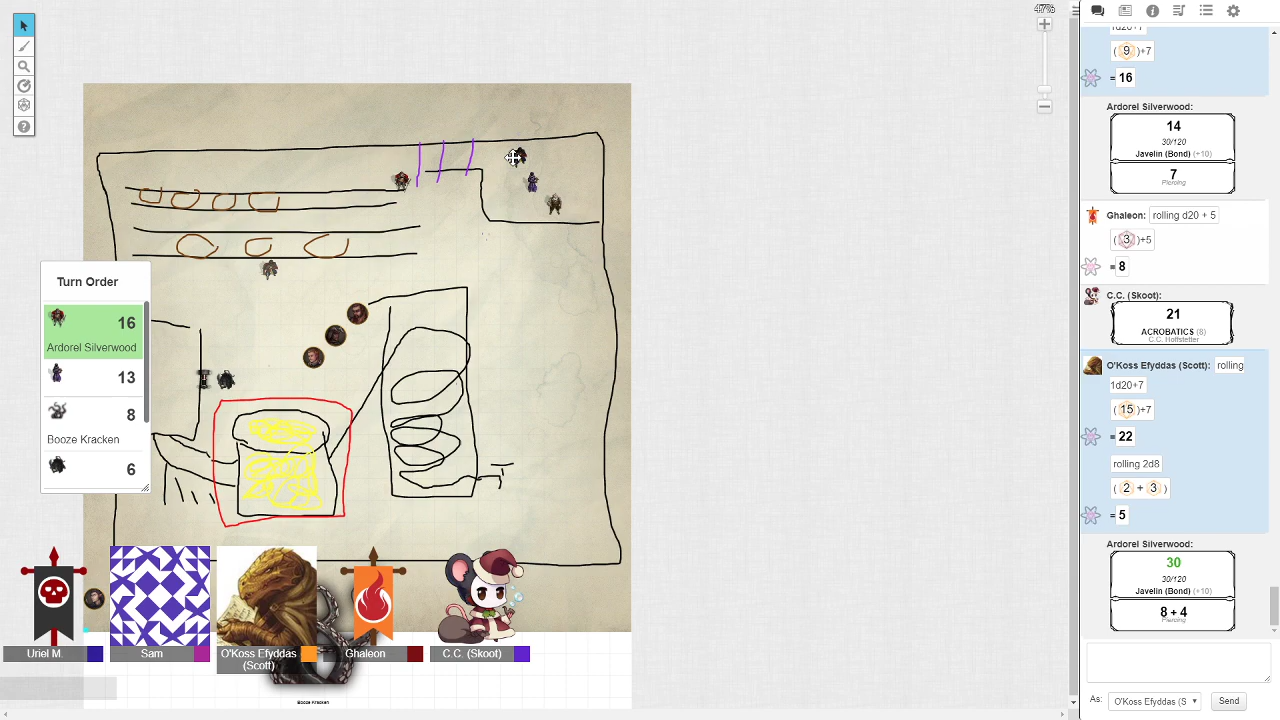 47%
Turn Order
16
Ardorel Silverwood
13
8
Booze Kracken
6
Uriel M.
Sam
O'Koss Efyddas
(Scott)
Ghaleon
C.C. (Skoot)
Booze Kracken
(9)+7
= 16
Ardorel Silverwood:
14
30/120
Javelin (Bond) (+10)
7
Piercing
Ghaleon: rolling d20 + 5
(3)+5
= 8
C.C. (Skoot):
21
ACROBATICS (8)
C.C. Hoffstetter
O'Koss Efyddas (Scott): rolling
1d20+7
(15)+7
= 22
rolling 2d8
(2 + 3)
= 5
Ardorel Silverwood:
30
30/120
Javelin (Bond) (+10)
8 + 4
Piercing
As: O'Koss Efyddas (S
Send